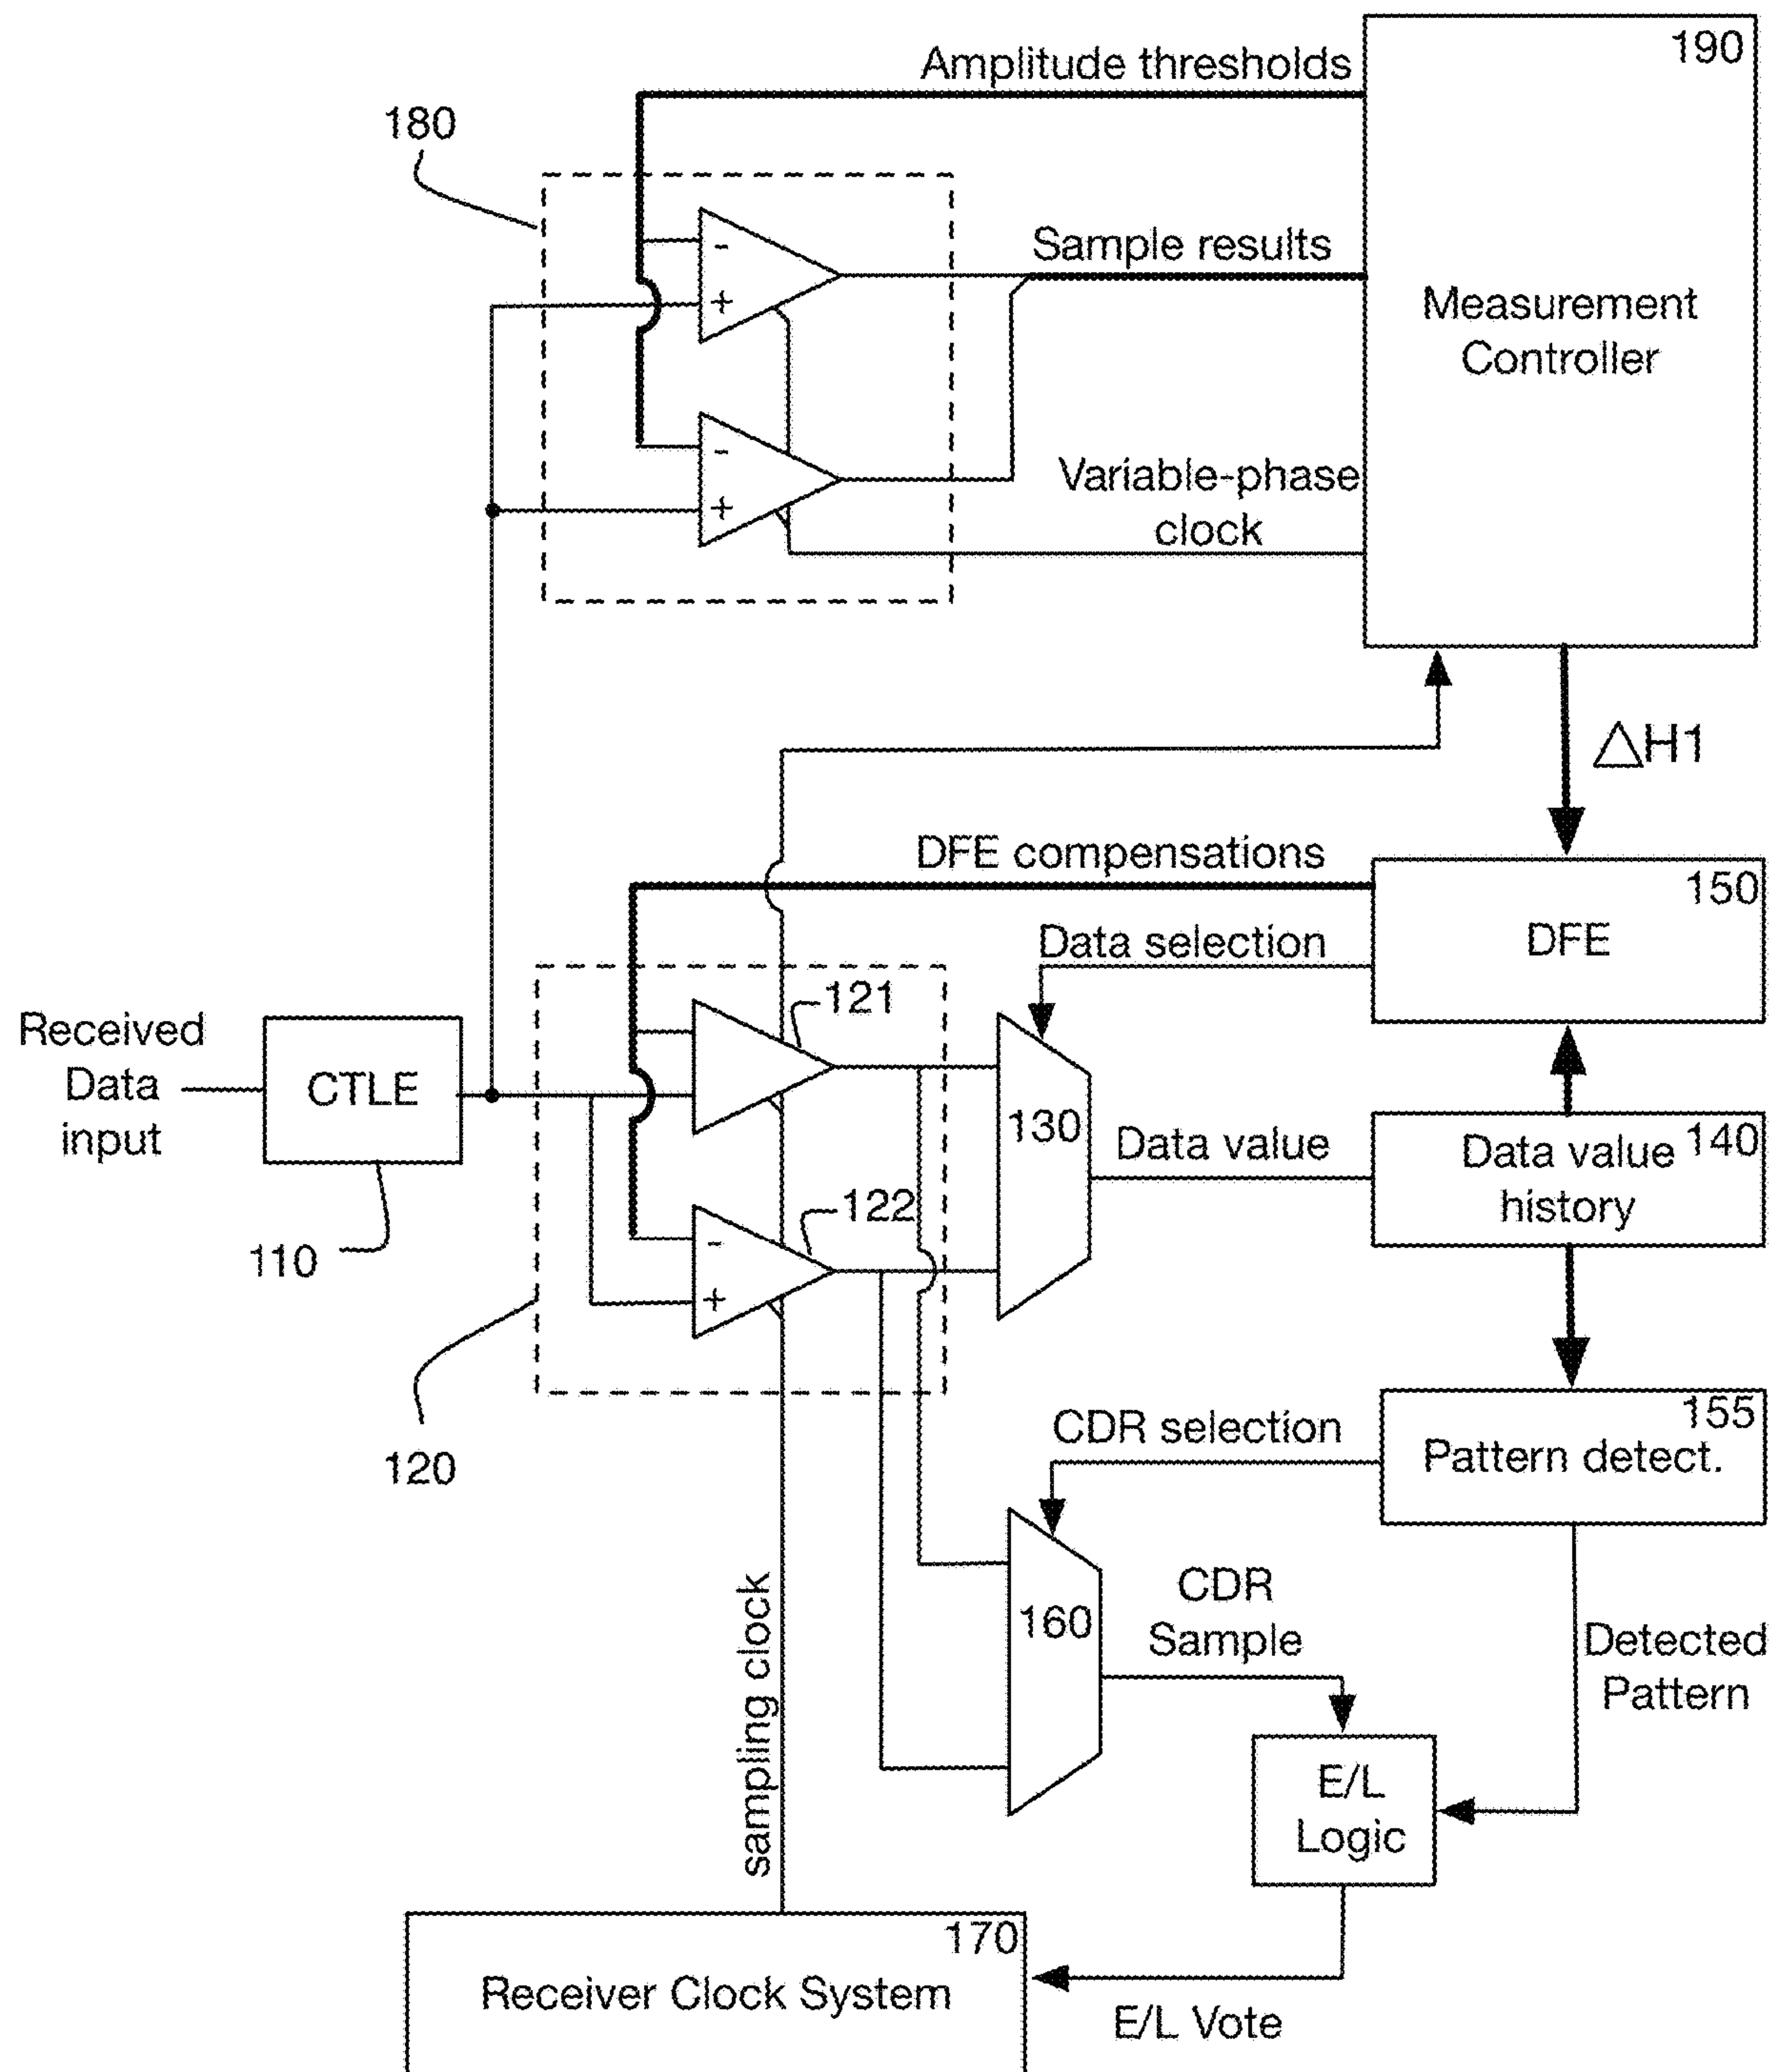 190
Amplitude thresholds
180
-
Sample results
+
Measurement
Controller
-
Variable-phase
clock
+
△H1
DFE compensations
150
DFE
Data selection
121
Received
Data
input
CTLE
130
Data value
140
Data value
history
122
-
+
110
120
CDR selection
155
Pattern detect.
CDR
Sample
160
Detected
Pattern
sampling clock
E/L
Logic
170
Receiver Clock System
E/L Vote